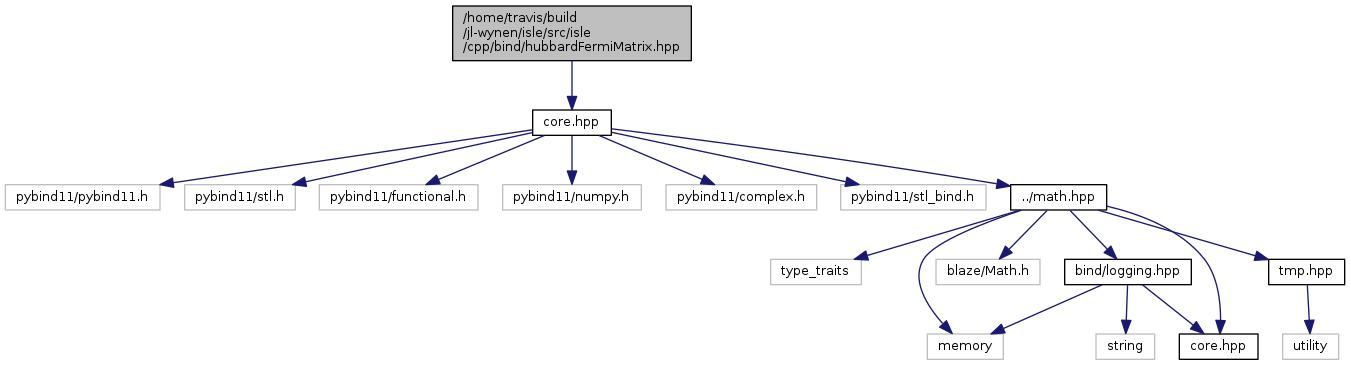 /home/travis/build
/jl-wynen/isle/src/isle
/cpp/bind/hubbardFermiMatrix.hpp
core.hpp
pybind11/pybind11.h
pybind11/stl.h
pybind11/functional.h
pybind11/numpy.h
pybind11/complex.h
pybind11/stl_bind.h
../math.hpp
type_traits
blaze/Math.h
bind/logging.hpp
tmp.hpp
memory
string
core.hpp
utility